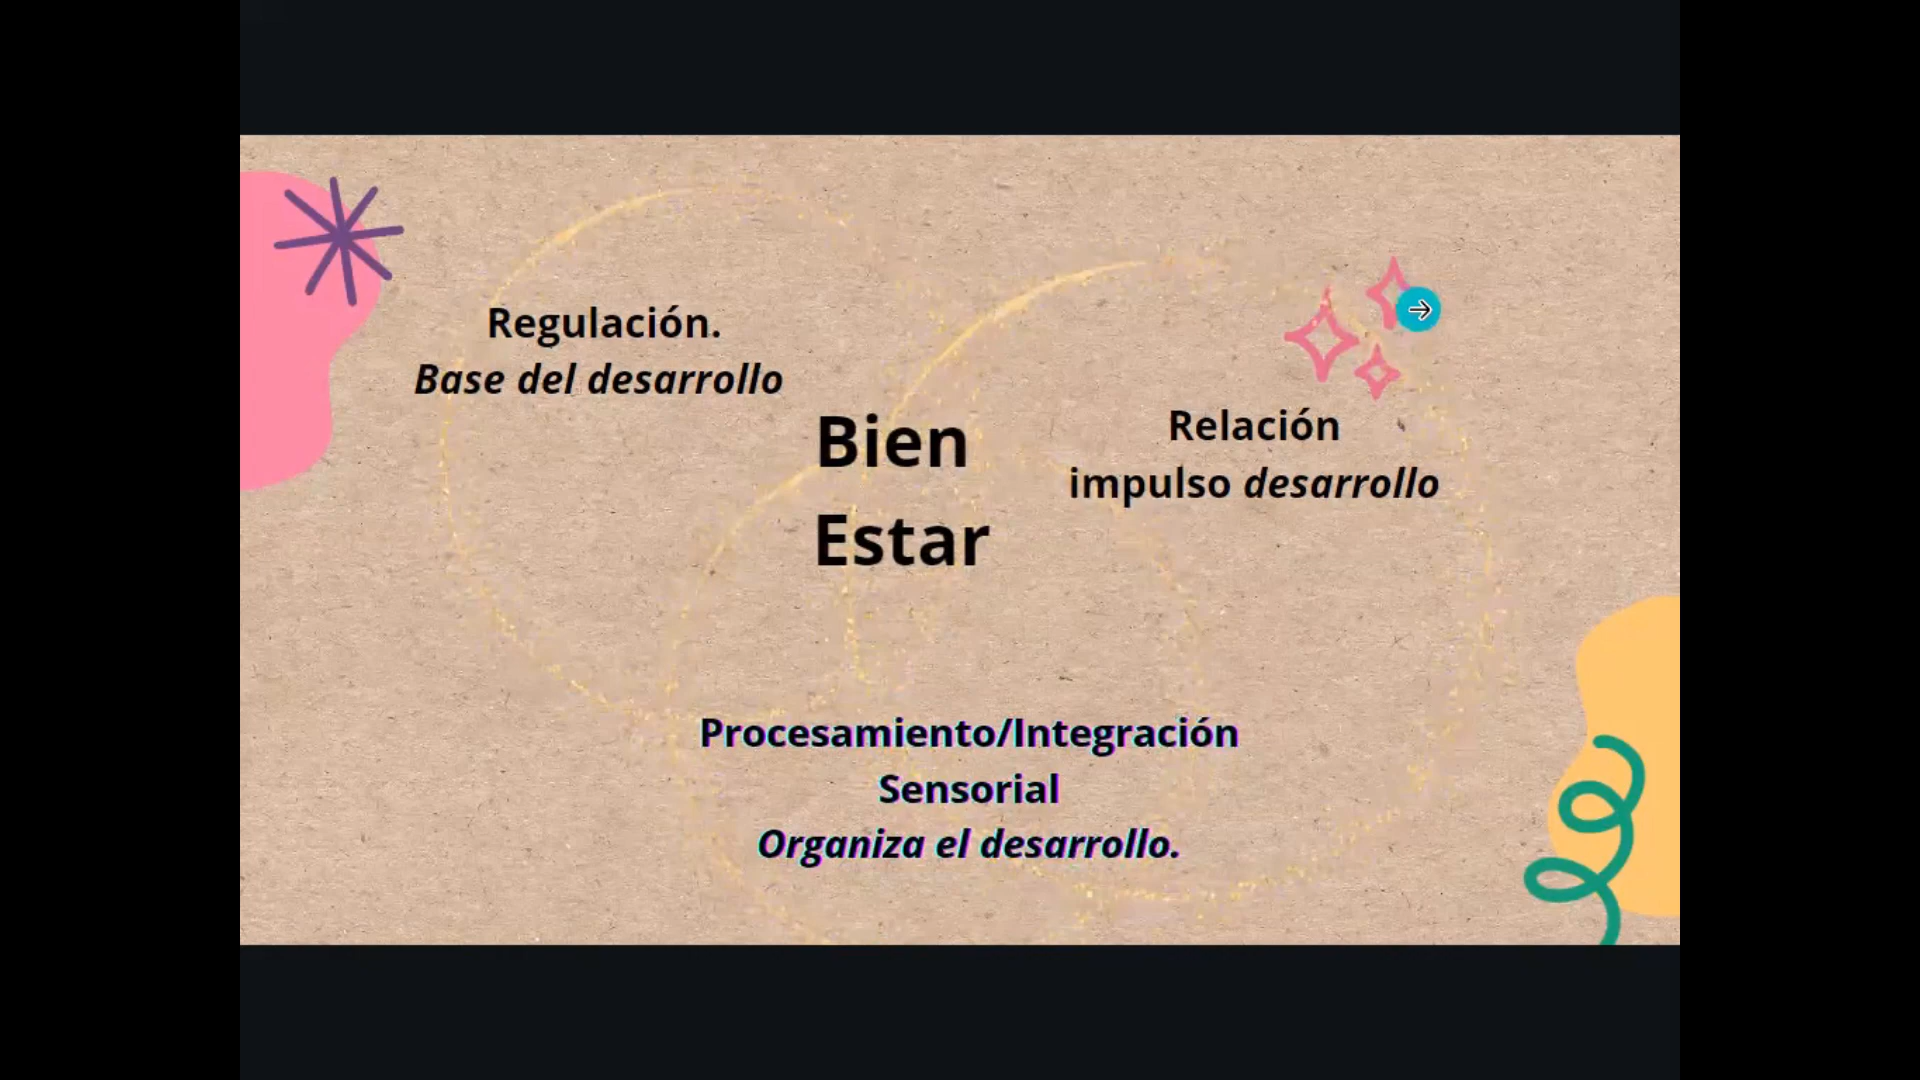 Regulación.
Base del desarrollo
Bien
Estar
Relación
impulso desarrollo
Procesamiento/Integración
Sensorial
Organiza el desarrollo.